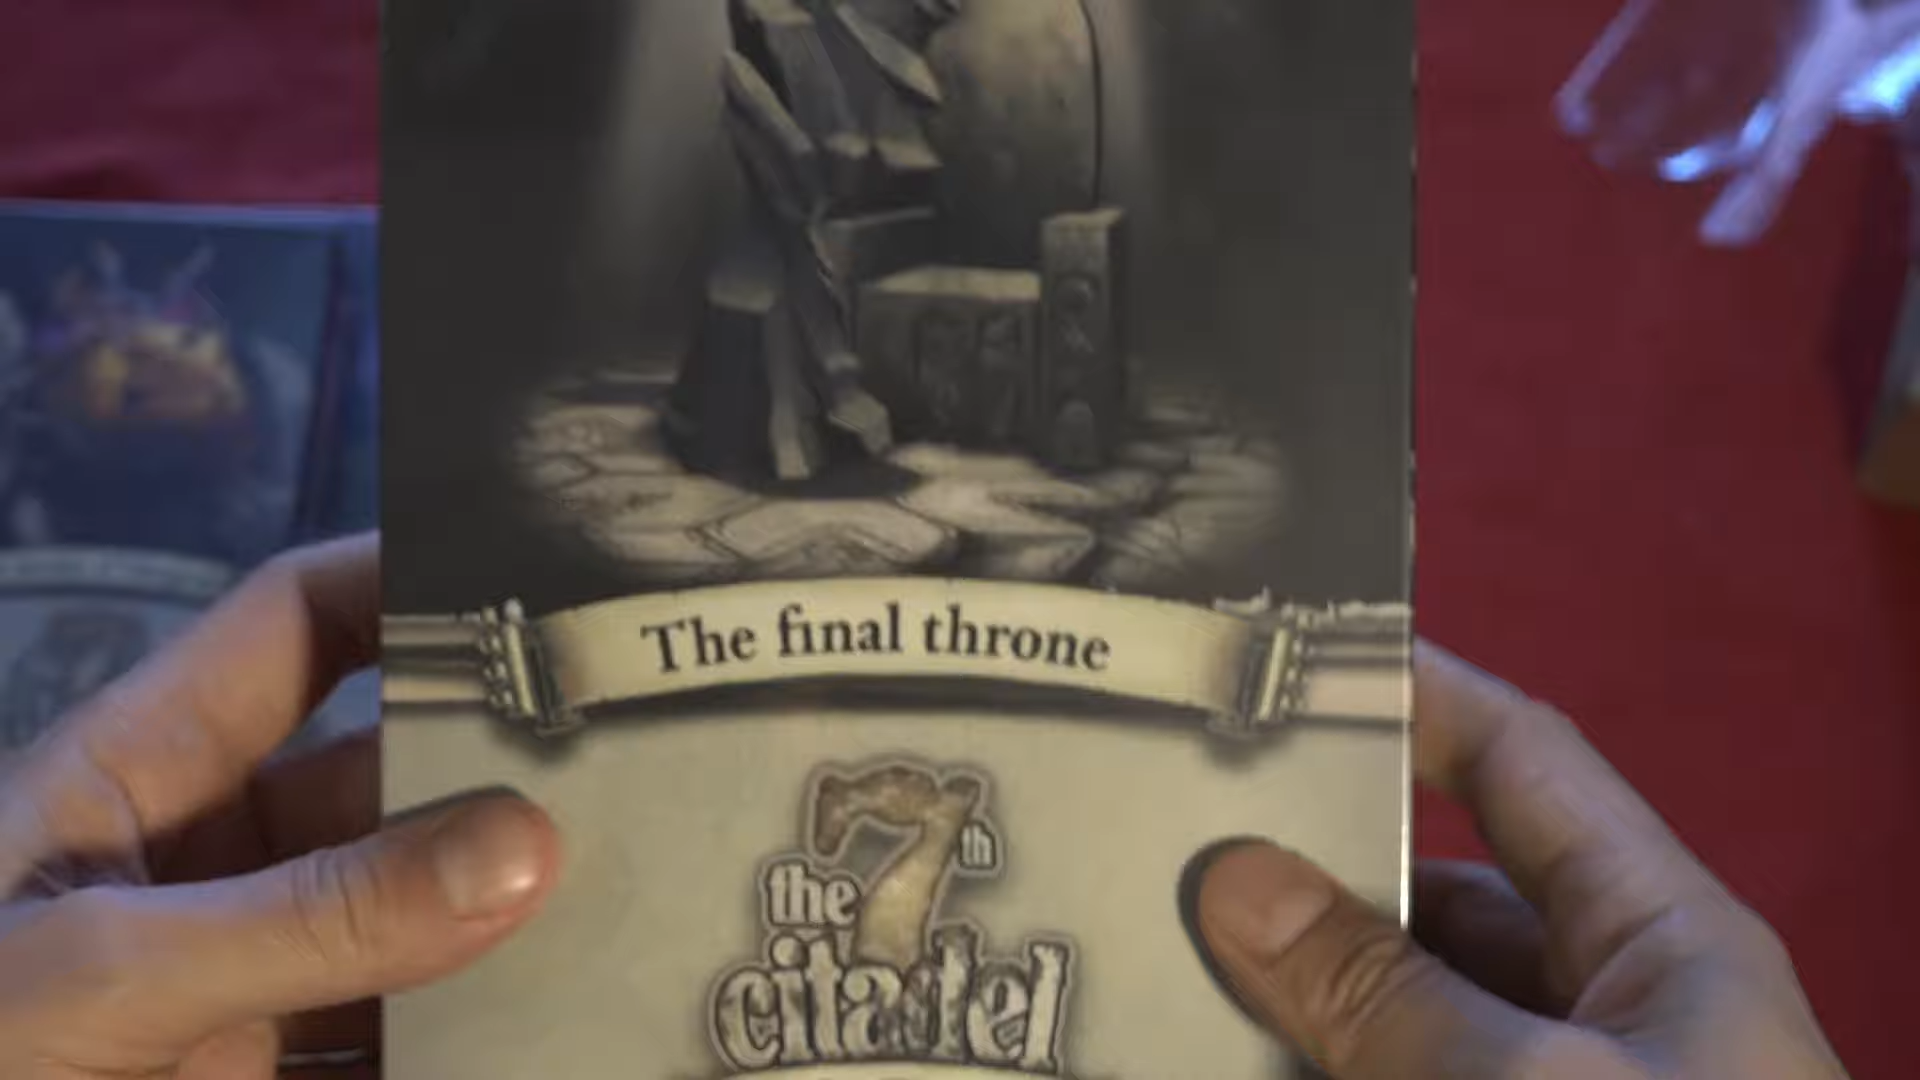 The final throne
the 7th
citadel